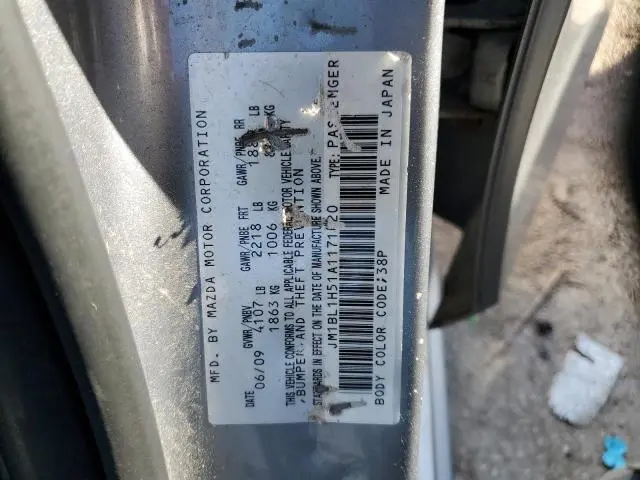 MFD. BY MAZDA MOTOR CORPORATION
DATE GVWR/PNBV GAWR/PNBE FRT GAWR/PNBE RR
06/09 4107 LB 2218 LB LB
1863 KG 1006 KG KG
THIS VEHICLE CONFORMS TO ALL APPLICABLE FEDERAL MOTOR VEHICLE
,BUMPER, AND THEFT PREVENTION
STANDARDS IN EFFECT ON THE DATE OF MANUFACTURE SHOWN ABOVE.
TYPE: PASSENGER
BODY COLOR CODE:38P MADE IN JAPAN